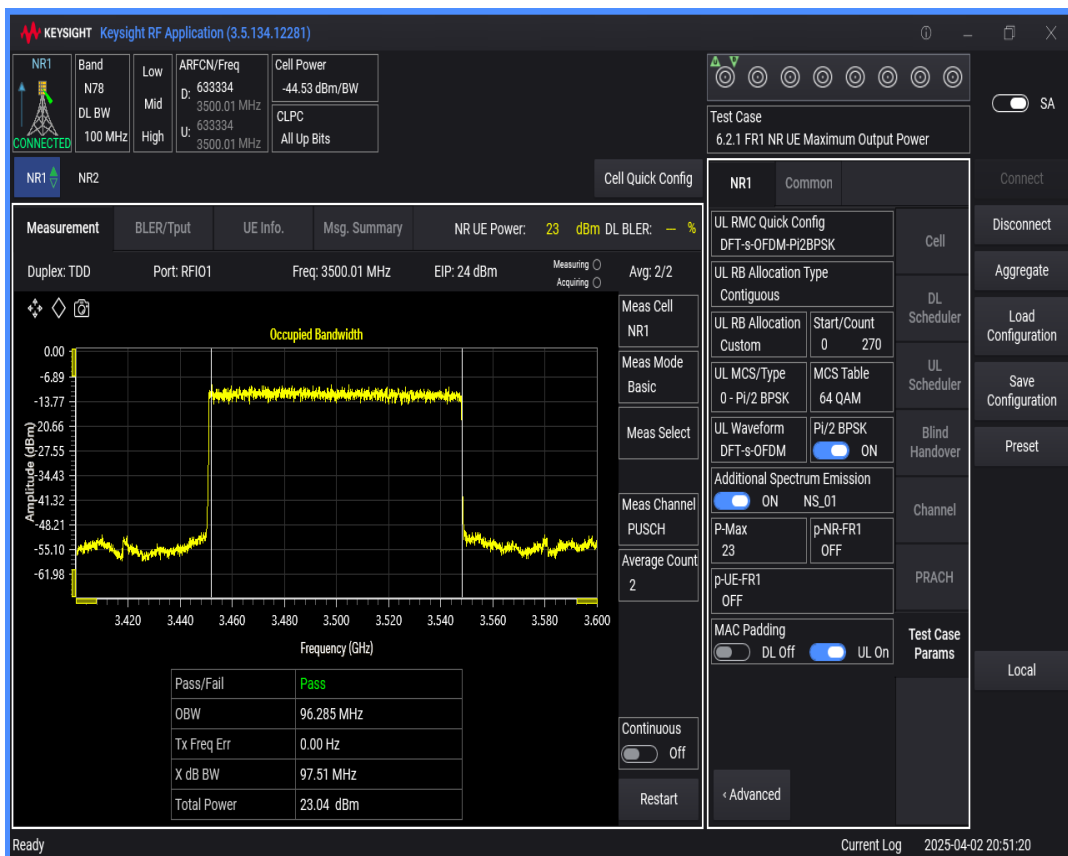 KEYSIGHT Keysight RF Application (3.5.134.12281)
NR1
CONNECTED
Band
N78
DL BW
100 MHz
Low
Mid
High
ARFCN/Freq
D: 633334
3500.01 MHz
U: 633334
3500.01 MHz
Cell Power
-44.53 dBm/BW
CLPC
All Up Bits
Test Case
6.2.1 FR1 NR UE Maximum Output Power
SA
NR1 NR2 Cell Quick Config
Measurement BLER/Tput UE Info. Msg. Summary NR UE Power: 23 dBm DL BLER: — %
Duplex: TDD Port: RFIO1 Freq: 3500.01 MHz EIP: 24 dBm Measuring Acquiring Avg: 2/2
Occupied Bandwidth
Amplitude (dBm)
0.00
-6.89
-13.77
-20.66
-27.55
-34.43
-41.32
-48.21
-55.10
-61.98
3.420 3.440 3.460 3.480 3.500 3.520 3.540 3.560 3.580 3.600
Frequency (GHz)
Pass/Fail Pass
OBW 96.285 MHz
Tx Freq Err 0.00 Hz
X dB BW 97.51 MHz
Total Power 23.04 dBm
Meas Cell
NR1
Meas Mode
Basic
Meas Select
Meas Channel
PUSCH
Average Count
2
Continuous
Off
Restart
NR1 Common
UL RMC Quick Config
DFT-s-OFDM-Pi2BPSK
UL RB Allocation Type
Contiguous
UL RB Allocation
Custom
Start/Count
0 270
UL MCS/Type
0 - Pi/2 BPSK
MCS Table
64 QAM
UL Waveform
DFT-s-OFDM
Pi/2 BPSK
ON
Additional Spectrum Emission
ON NS_01
P-Max
23
p-NR-FR1
OFF
p-UE-FR1
OFF
MAC Padding
DL Off UL On
‹ Advanced
Cell
DL
Scheduler
UL
Scheduler
Blind
Handover
Channel
PRACH
Test Case
Params
Connect
Disconnect
Aggregate
Load
Configuration
Save
Configuration
Preset
Local
Ready Current Log 2025-04-02 20:51:20